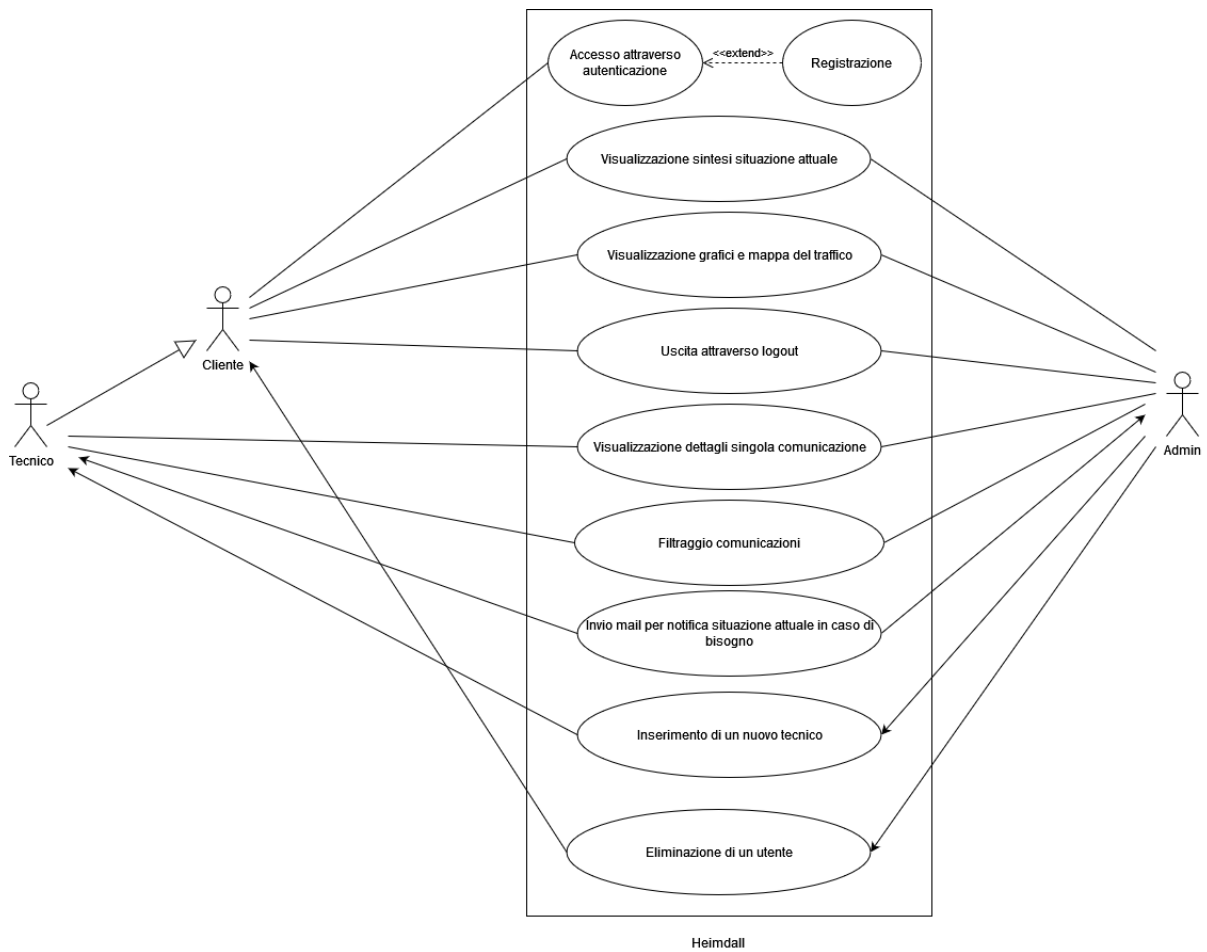 Accesso attraverso
autenticazione
<<extend>>
Registrazione
Visualizzazione sintesi situazione attuale
Visualizzazione grafici e mappa del traffico
Uscita attraverso logout
Cliente
Visualizzazione dettagli singola comunicazione
Tecnico
Admin
Filtraggio comunicazioni
Invio mail per notifica situazione attuale in caso di
bisogno
Inserimento di un nuovo tecnico
Eliminazione di un utente
Heimdall